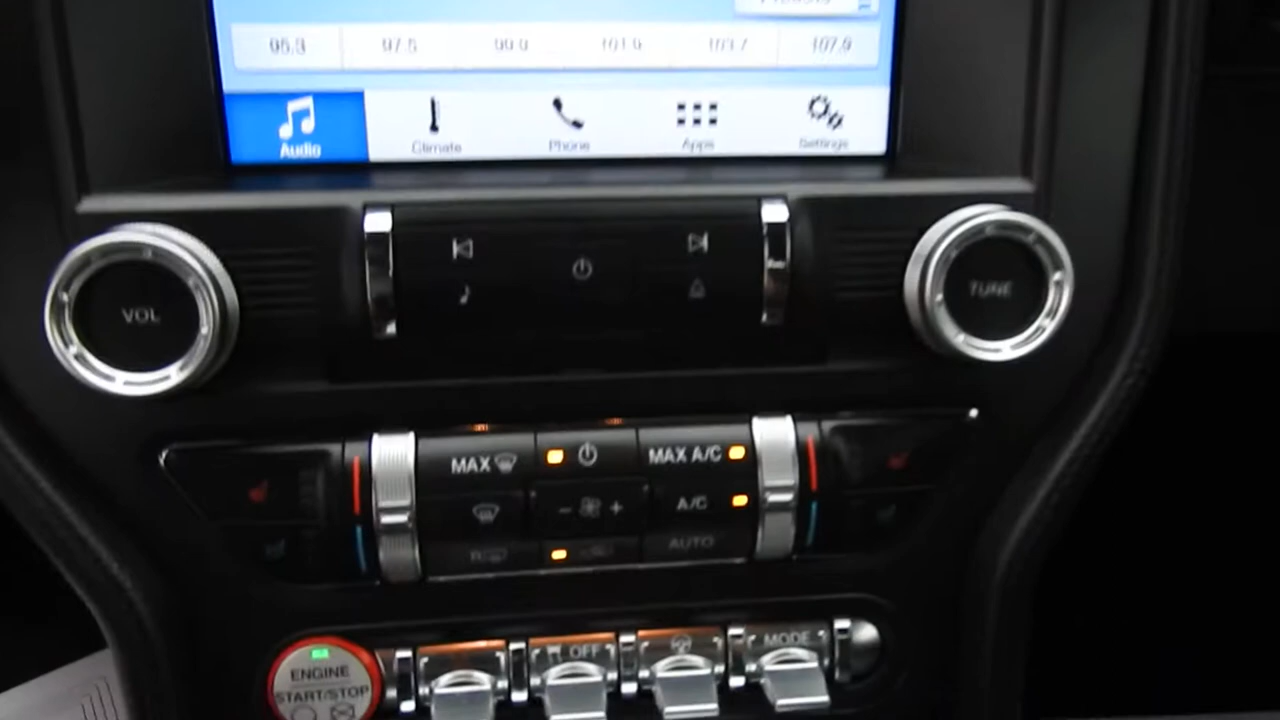 95.3 97.5 99.9 101.9 103.7 107.9
Audio Climate Phone Apps Settings
VOL
TUNE
MAX MAX A/C
A/C
AUTO
OFF MODE
ENGINE
START/STOP